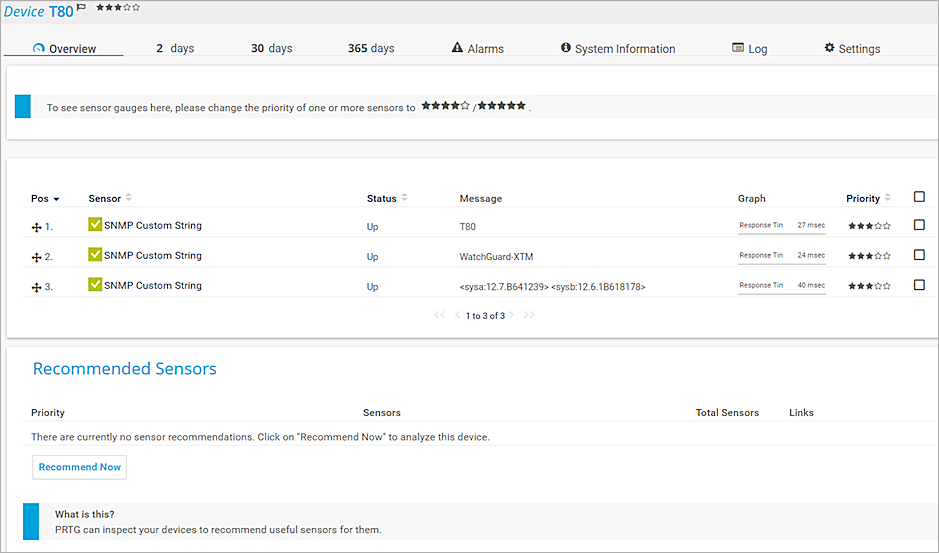 Device T80
Overview 2 days 30 days 365 days Alarms System Information Log Settings
To see sensor gauges here, please change the priority of one or more sensors to ★★★★☆ /★★★★★ .
Pos Sensor Status Message Graph Priority
1. SNMP Custom String Up T80 Response Tin 27 msec
2. SNMP Custom String Up WatchGuard-XTM Response Tin 24 msec
3. SNMP Custom String Up <sysa:12.7.B641239> <sysb:12.6.1B618178> Response Tin 40 msec
<< < 1 to 3 of 3 > >>
Recommended Sensors
Priority Sensors Total Sensors Links
There are currently no sensor recommendations. Click on "Recommend Now" to analyze this device.
Recommend Now
What is this?
PRTG can inspect your devices to recommend useful sensors for them.